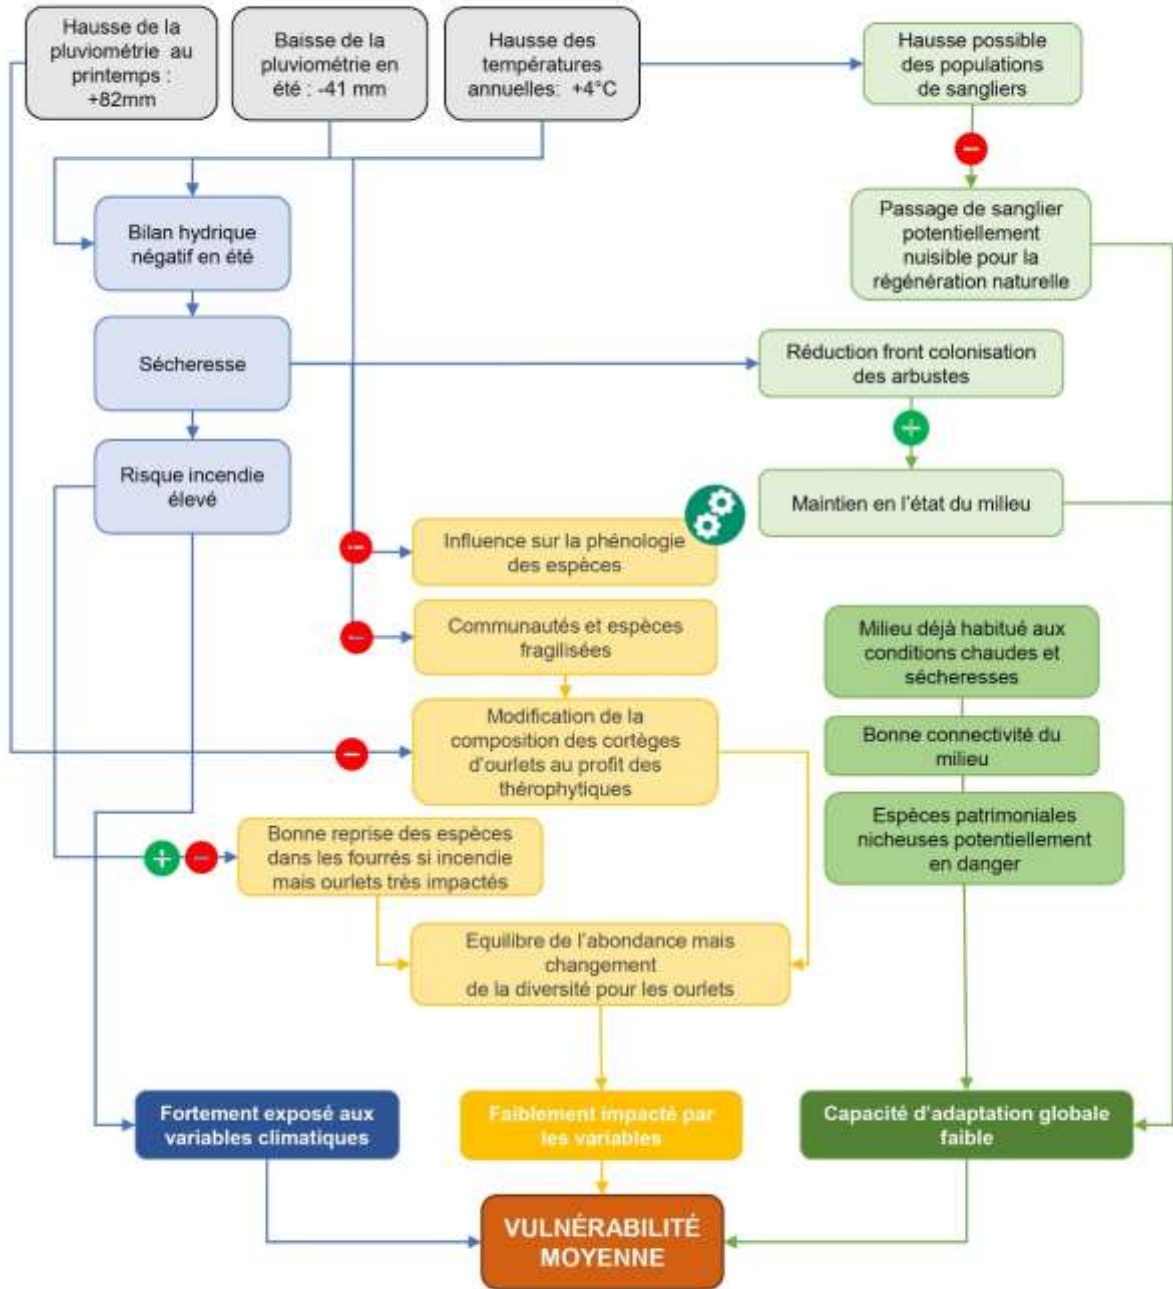 Hausse de la
pluviométrie au
printemps :
+82mm
Baisse de la
pluviométrie en
été : -41 mm
Hausse des
températures
annuelles: +4°C
Hausse possible
des populations
de sangliers
Passage de sanglier
potentiellement
nuisible pour la
régénération naturelle
Bilan hydrique
négatif en été
Sécheresse
Réduction front colonisation
des arbustes
Risque incendie
élevé
Maintien en l'état du milieu
Influence sur la phénologie
des espèces
Communautés et espèces
fragilisées
Milieu déjà habitué aux
conditions chaudes et
sécheresses
Modification de la
composition des cortèges
d'ourlets au profit des
thérophytiques
Bonne connectivité du
milieu
Espèces patrimoniales
nicheuses potentiellement
en danger
Bonne reprise des espèces
dans les fourrés si incendie
mais ourlets très impactés
Equilibre de l'abondance mais
changement
de la diversité pour les ourlets
Fortement exposé aux
variables climatiques
Faiblement impacté par
les variables
Capacité d'adaptation globale
faible
VULNÉRABILITÉ
MOYENNE